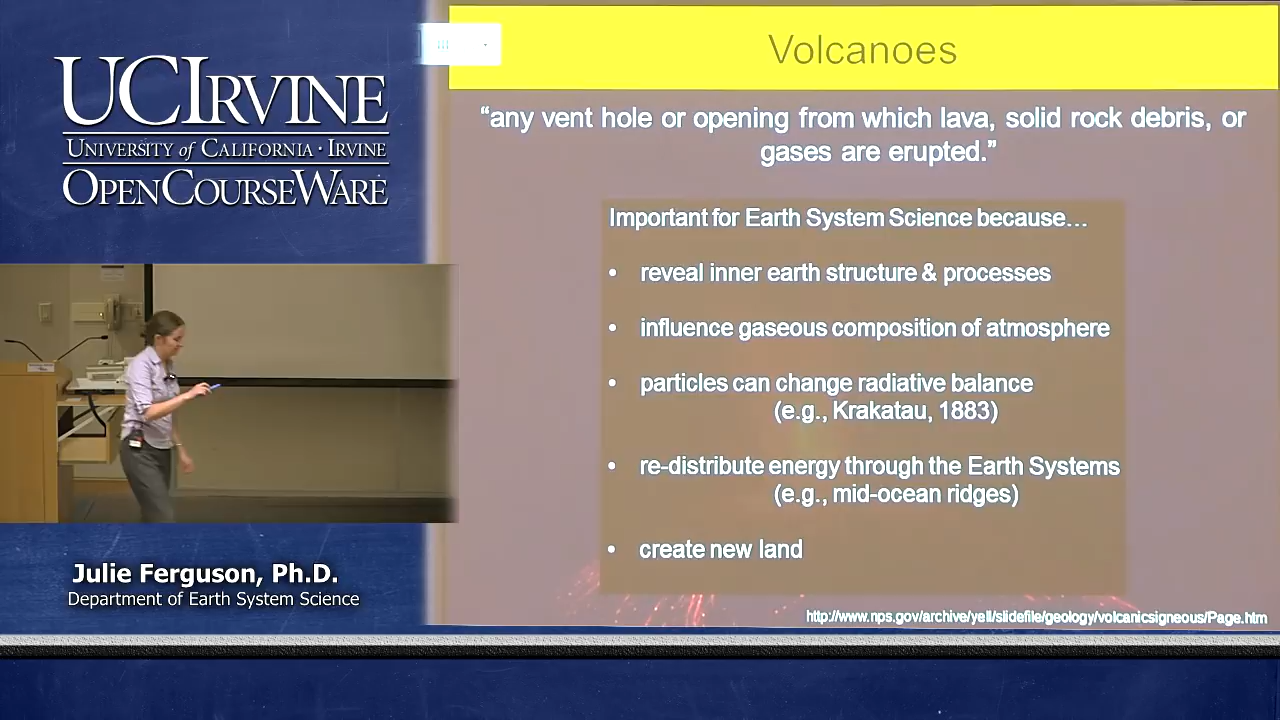 UCIRVINE
UNIVERSITY of CALIFORNIA · IRVINE
OPENCOURSEWARE
Julie Ferguson, Ph.D.
Department of Earth System Science
Volcanoes
“any vent hole or opening from which lava, solid rock debris, or
gases are erupted.”
Important for Earth System Science because…
• reveal inner earth structure & processes
• influence gaseous composition of atmosphere
• particles can change radiative balance
(e.g., Krakatau, 1883)
• re-distribute energy through the Earth Systems
(e.g., mid-ocean ridges)
• create new land
http://www.nps.gov/archive/yell/slidefile/geology/volcanicsigneous/Page.htm